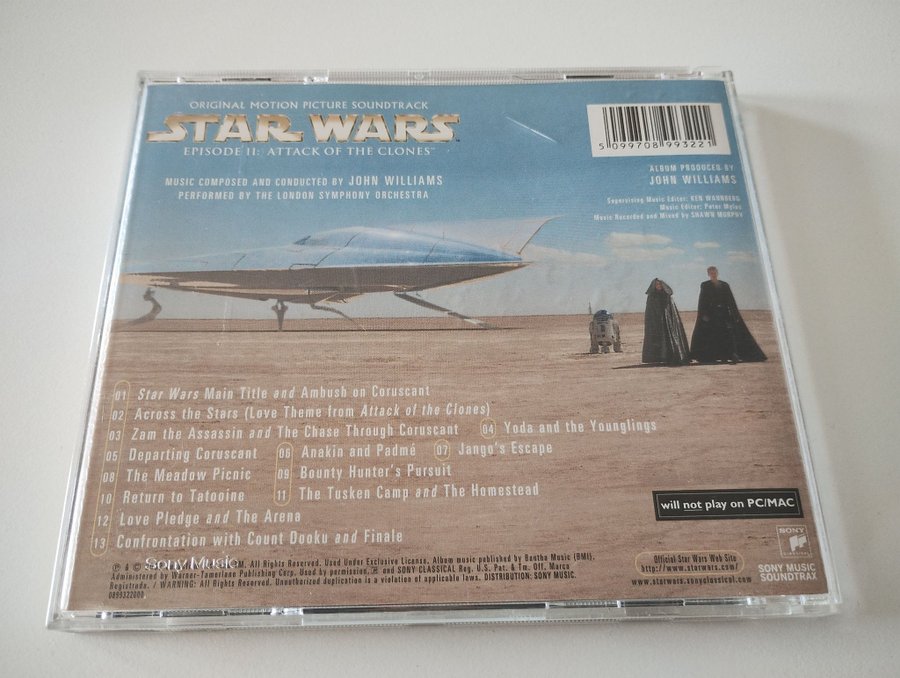 ORIGINAL MOTION PICTURE SOUNDTRACK
STAR WARS
EPISODE II: ATTACK OF THE CLONES™
MUSIC COMPOSED AND CONDUCTED BY JOHN WILLIAMS
PERFORMED BY THE LONDON SYMPHONY ORCHESTRA
5 099708 993221
ALBUM PRODUCED BY
JOHN WILLIAMS
Supervising Music Editor: KEN WANNBERG
Music Editor: Peter Myles
Music Recorded and Mixed by SHAWN MURPHY
01 Star Wars Main Title and Ambush on Coruscant
02 Across the Stars (Love Theme from Attack of the Clones)
03 Zam the Assassin and The Chase Through Coruscant 04 Yoda and the Younglings
05 Departing Coruscant 06 Anakin and Padmé 07 Jango's Escape
08 The Meadow Picnic 09 Bounty Hunter's Pursuit
10 Return to Tatooine 11 The Tusken Camp and The Homestead
12 Love Pledge and The Arena
13 Confrontation with Count Dooku and Finale
will not play on PC/MAC
Sony Music
℗ & © All Rights Reserved. Used Under Exclusive License. Album music published by Bantha Music (BMI).
Administered by Warner-Tamerlane Publishing Corp. Used by permission. and SONY CLASSICAL Reg. U.S. Pat. & Tm. Off. Marca
Registrada. / WARNING: All Rights Reserved. Unauthorized duplication is a violation of applicable laws. DISTRIBUTION: SONY MUSIC.
0899322000
Official Star Wars Web Site
http://www.starwars.com
www.starwars.sonyclassical.com
SONY
SONY MUSIC
SOUNDTRAX